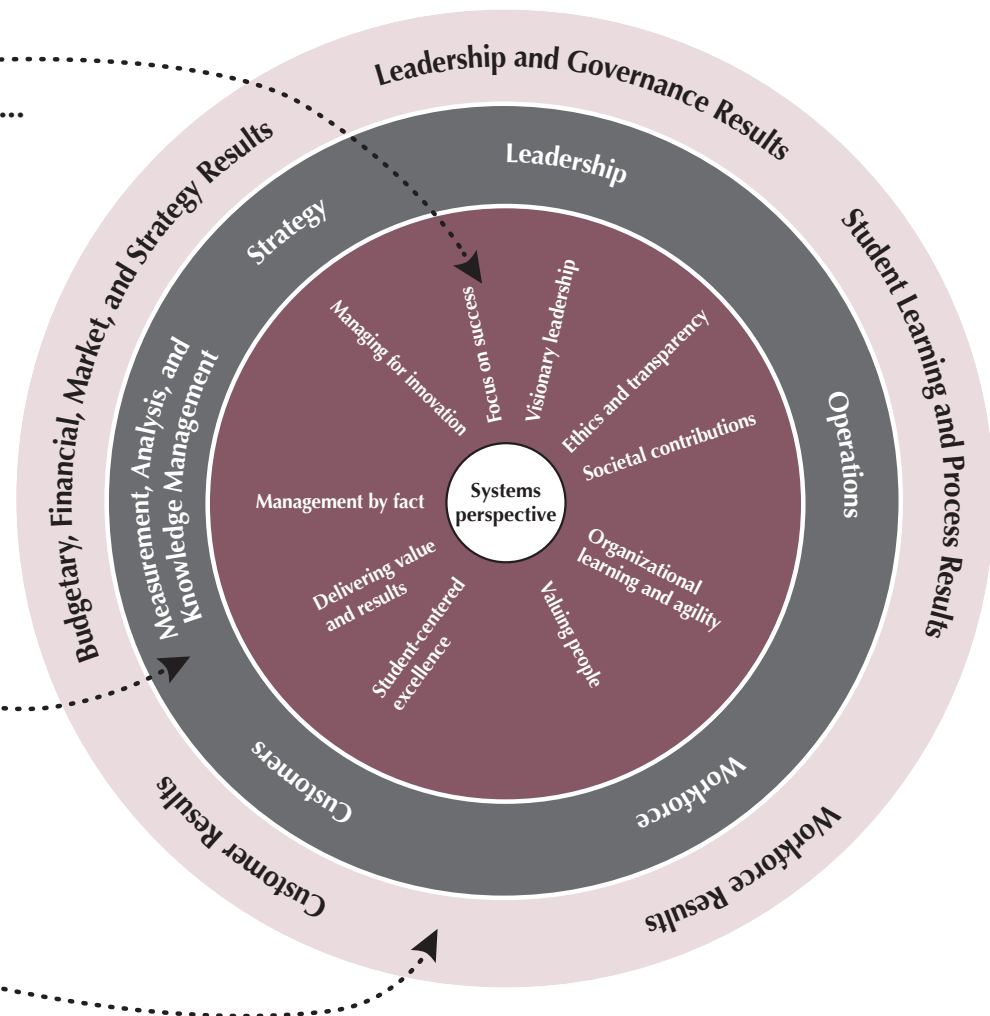 Leadership and Governance Results
Student Learning and Process Results
Workforce Results
Customer Results
Budgetary, Financial, Market, and Strategy Results
Leadership
Operations
Workforce
Customers
Measurement, Analysis, and
Knowledge Management
Strategy
Focus on success
Visionary leadership
Ethics and transparency
Societal contributions
Organizational
learning and agility
Valuing people
Student-centered
excellence
Delivering value
and results
Management by fact
Managing for innovation
Systems
perspective